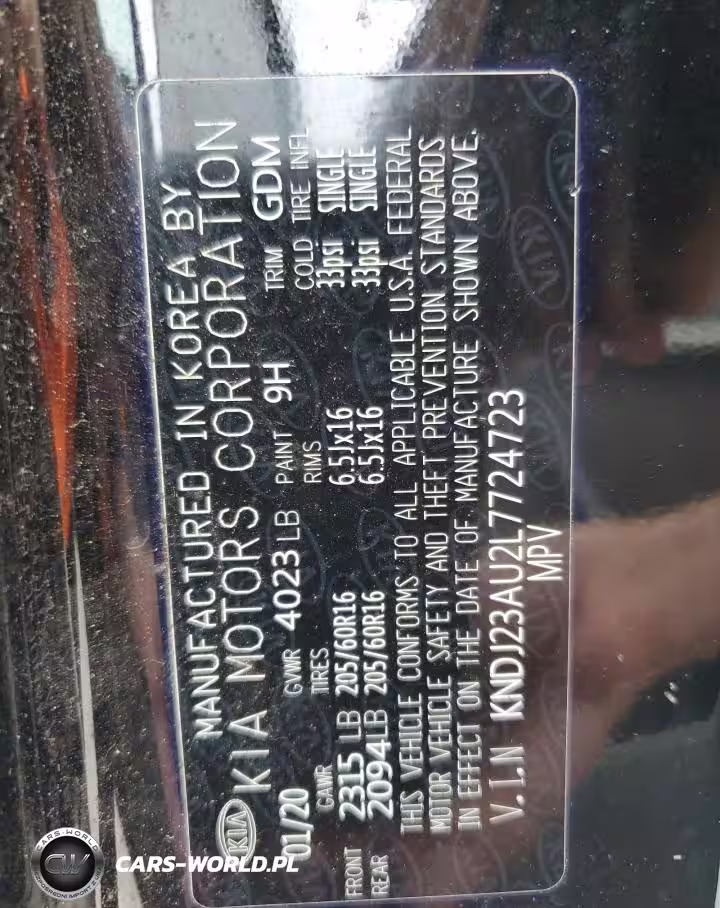 MANUFACTURED IN KOREA BY
KIA KIA MOTORS CORPORATION
01/20 GVWR 4023 LB PAINT 9H TRIM GDM
GAWR TIRES RIMS COLD TIRE INFL
FRONT 2315 LB 205/60R16 6.5Jx16 33psi SINGLE
REAR 2094LB 205/60R16 6.5Jx16 33psi SINGLE
THIS VEHICLE CONFORMS TO ALL APPLICABLE U.S.A. FEDERAL
MOTOR VEHICLE SAFETY AND THEFT PREVENTION STANDARDS
IN EFFECT ON THE DATE OF MANUFACTURE SHOWN ABOVE.
V.I.N KNDJ23AU2L7724723
MPV
CARS-WORLD
CW
CARS-WORLD.PL